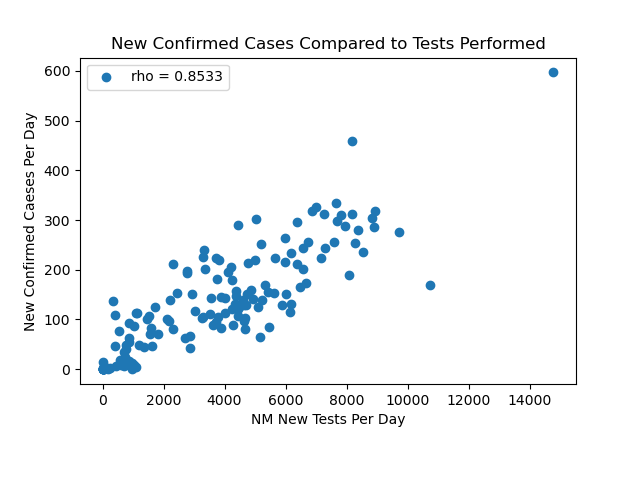 New Confirmed Cases Compared to Tests Performed
rho = 0.8533
600
500
400
300
200
100
0
New Confirmed Caeses Per Day
0 2000 4000 6000 8000 10000 12000 14000
NM New Tests Per Day